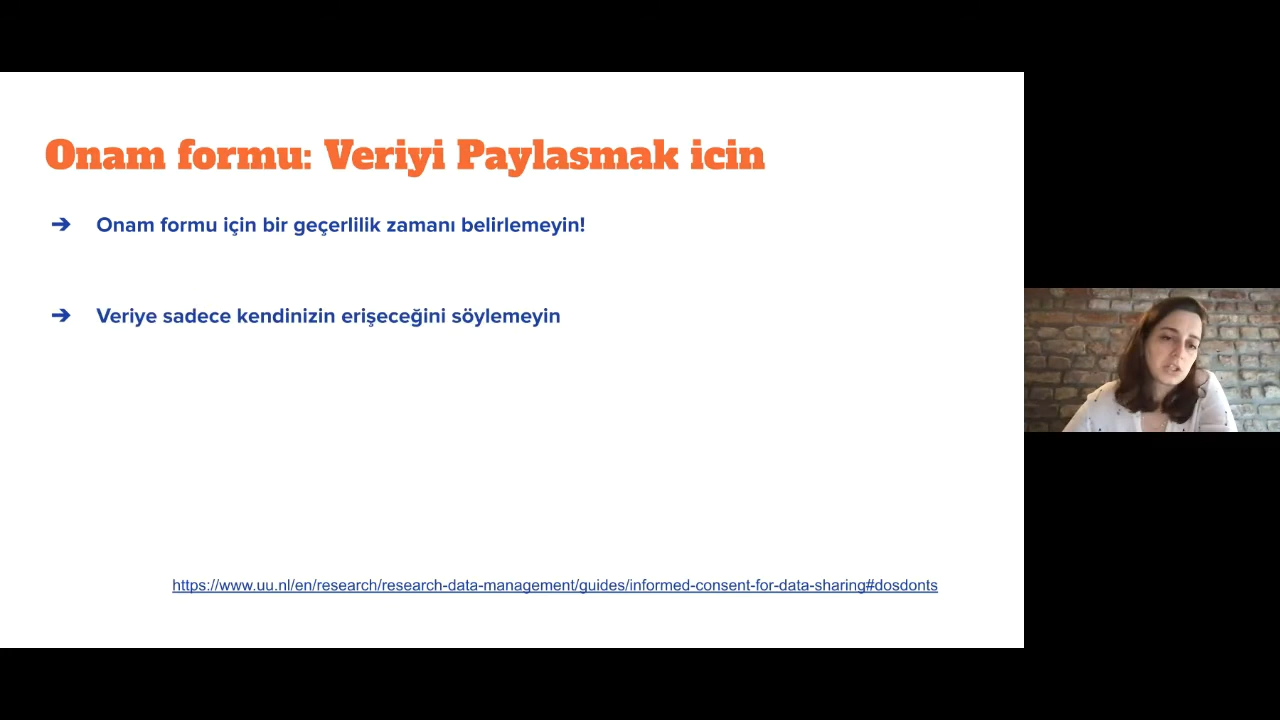 Onam formu: Veriyi Paylasmak icin
➔ Onam formu için bir geçerlilik zamanı belirlemeyin!
➔ Veriye sadece kendinizin erişeceğini söylemeyin
https://www.uu.nl/en/research/research-data-management/guides/informed-consent-for-data-sharing#dosdonts